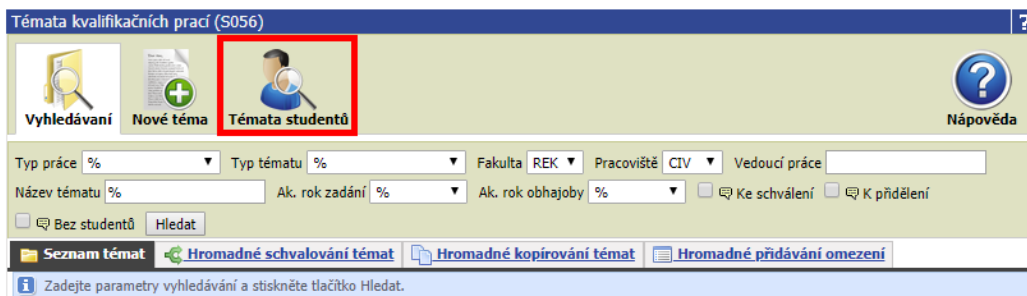 Témata kvalifikačních prací (S056) ?
Vyhledávaní Nové téma Témata studentů Nápověda
Typ práce % Typ tématu % Fakulta REK Pracoviště CIV Vedoucí práce
Název tématu % Ak. rok zadání % Ak. rok obhajoby % Ke schválení K přidělení
Bez studentů Hledat
Seznam témat Hromadné schvalování témat Hromadné kopírování témat Hromadné přidávání omezení
Zadejte parametry vyhledávání a stiskněte tlačítko Hledat.